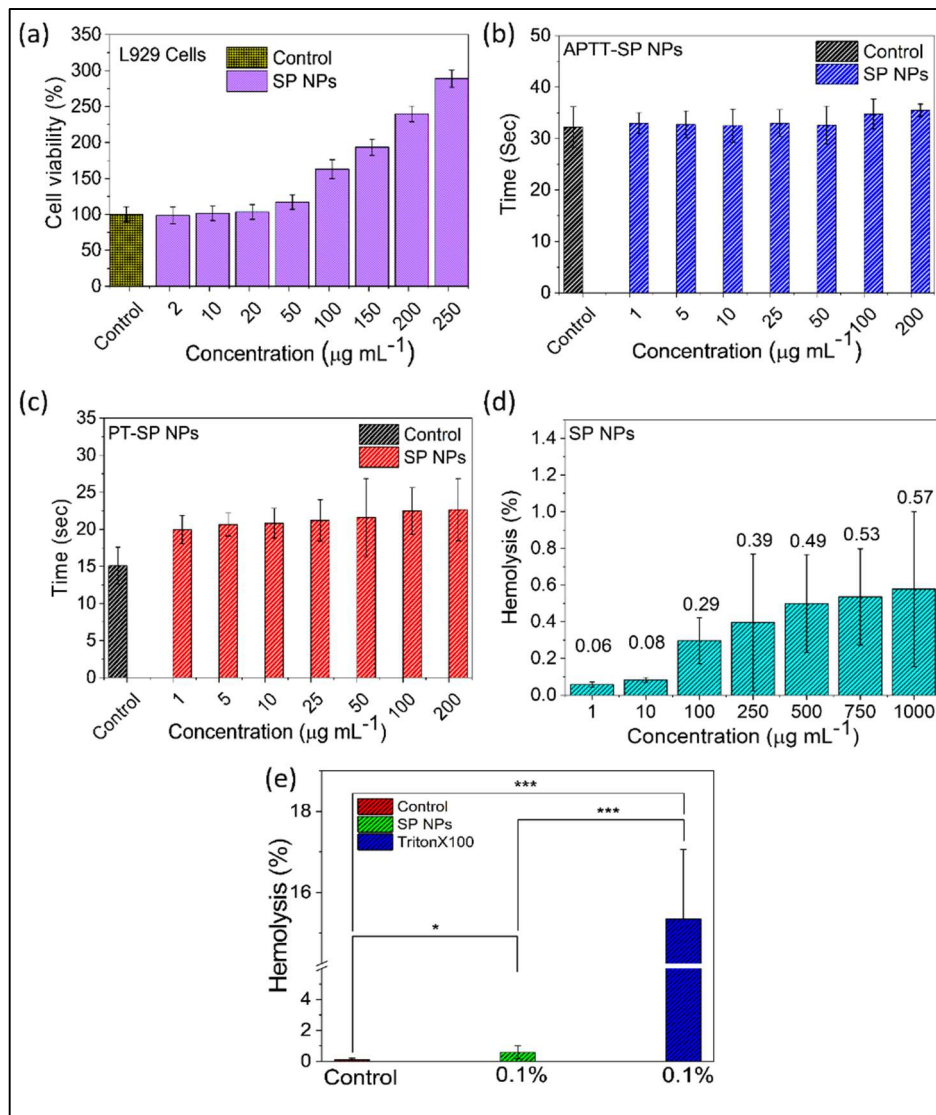 (a)
L929 Cells
Control
SP NPs
Cell viability (%)
350
300
250
200
150
100
50
0
Control
2
10
20
50
100
150
200
250
Concentration (μg mL⁻¹)
(b)
APTT-SP NPs
Control
SP NPs
Time (Sec)
50
40
30
20
10
0
Control
1
5
10
25
50
100
200
Concentration (μg mL⁻¹)
(c)
PT-SP NPs
Control
SP NPs
Time (sec)
35
30
25
20
15
10
5
0
Control
1
5
10
25
50
100
200
Concentration (μg mL⁻¹)
(d)
SP NPs
Hemolysis (%)
1.4
1.2
1.0
0.8
0.6
0.4
0.2
0.0
0.06
0.08
0.29
0.39
0.49
0.53
0.57
1
10
100
250
500
750
1000
Concentration (μg mL⁻¹)
(e)
Control
SP NPs
TritonX100
***
***
*
Hemolysis (%)
18
16
4
2
0
Control
0.1%
0.1%